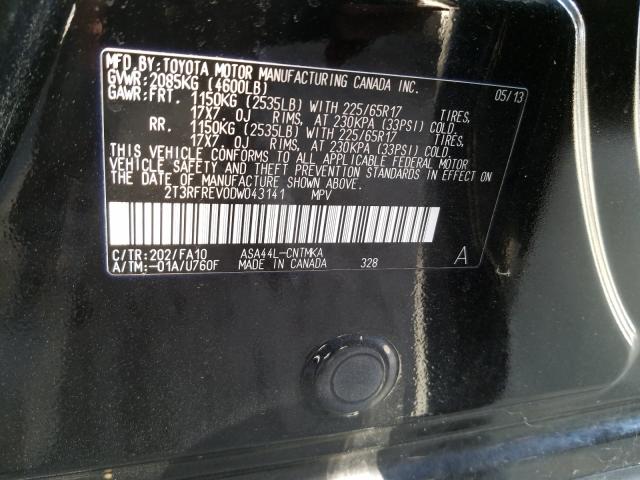 MFD.BY:TOYOTA MOTOR MANUFACTURING CANADA INC.
GVWR:2085KG (4600LB) 05/13
GAWR:FRT. 1150KG (2535LB) WITH 225/65R17 TIRES,
17X7.0J RIMS, AT 230KPA (33PSI) COLD.
RR. 1150KG (2535LB) WITH 225/65R17 TIRES,
17X7.0J RIMS, AT 230KPA (33PSI) COLD.
THIS VEHICLE CONFORMS TO ALL APPLICABLE FEDERAL MOTOR
VEHICLE SAFETY AND THEFT PREVENTION STANDARDS IN EFFECT ON
THE DATE OF MANUFACTURE SHOWN ABOVE.
2T3RFREV0DW043141 MPV
C/TR:202/FA10 ASA44L-CNTMKA A
A/TM:-01A/U760F MADE IN CANADA 328